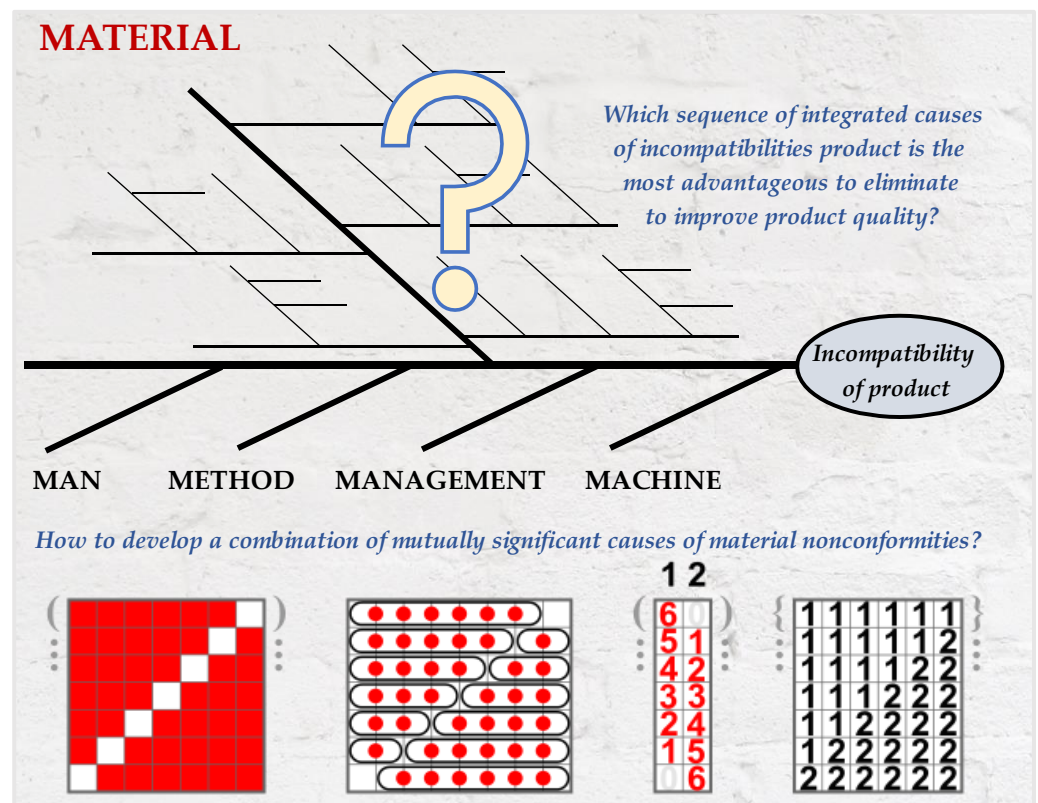 MATERIAL
Which sequence of integrated causes
of incompatibilities product is the
most advantageous to eliminate
to improve product quality?
Incompatibility
of product
MAN METHOD MANAGEMENT MACHINE
How to develop a combination of mutually significant causes of material nonconformities?
1 2
( ) ( 6 0 ) { 1 1 1 1 1 1 }
5 1 1 1 1 1 1 2
4 2 1 1 1 1 2 2
3 3 1 1 1 2 2 2
2 4 1 1 2 2 2 2
1 5 1 2 2 2 2 2
0 6 2 2 2 2 2 2